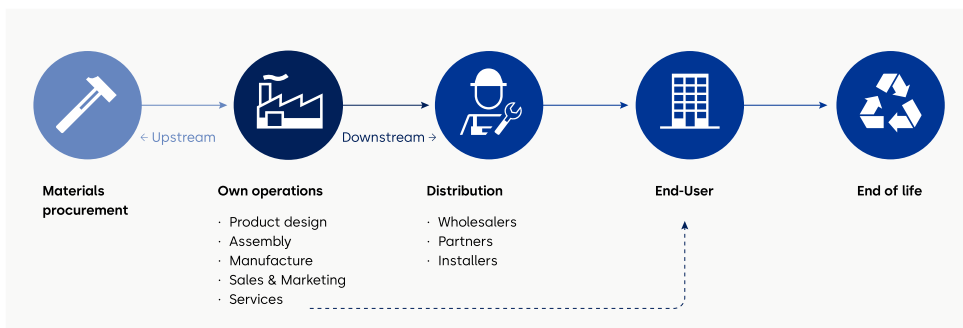 ← Upstream
Downstream →
Materials
procurement
Own operations
· Product design
· Assembly
· Manufacture
· Sales & Marketing
· Services
Distribution
· Wholesalers
· Partners
· Installers
End-User
End of life